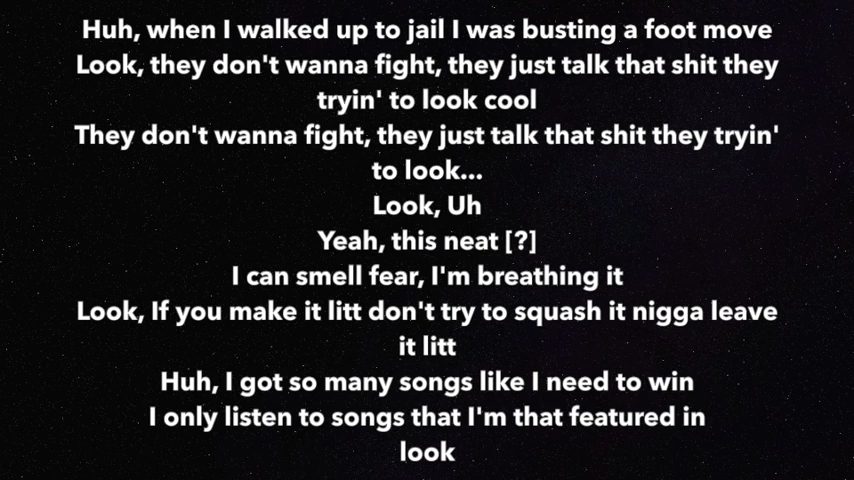 Huh, when I walked up to jail I was busting a foot move
Look, they don't wanna fight, they just talk that shit they
tryin' to look cool
They don't wanna fight, they just talk that shit they tryin'
to look...
Look, Uh
Yeah, this neat [?]
I can smell fear, I'm breathing it
Look, If you make it litt don't try to squash it nigga leave
it litt
Huh, I got so many songs like I need to win
I only listen to songs that I'm that featured in
look